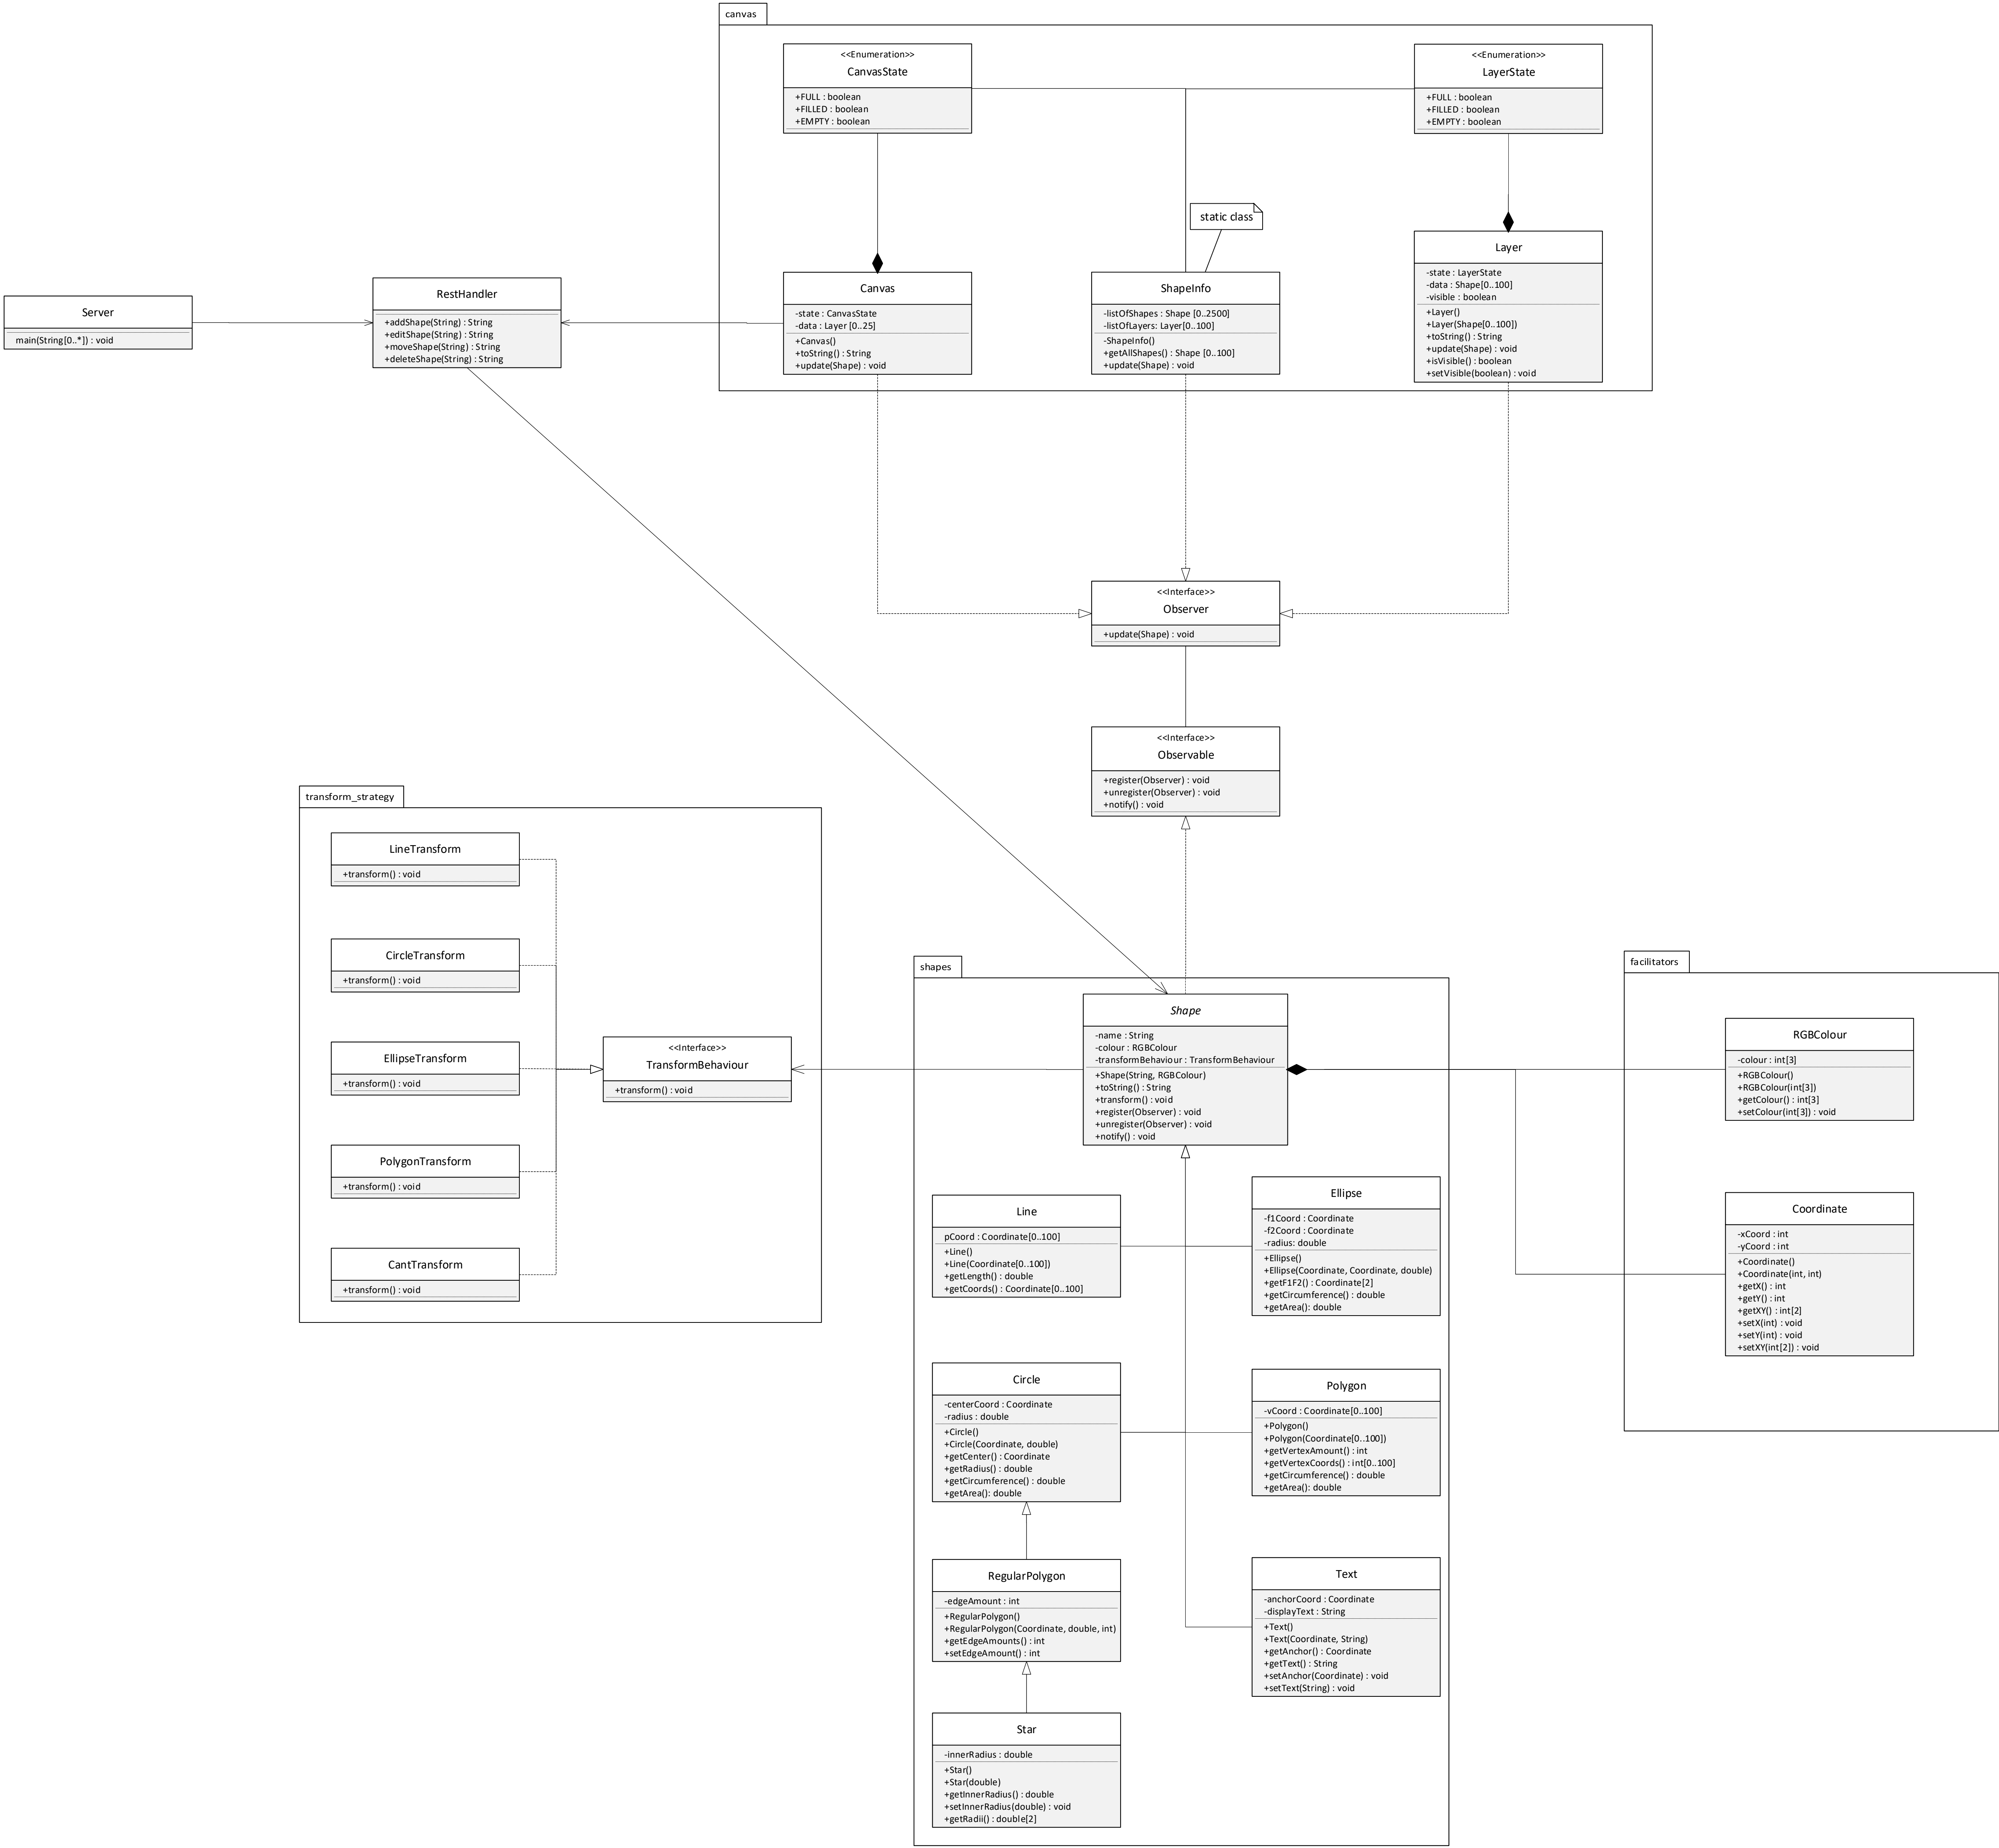 canvas
<<Enumeration>>
CanvasState
+FULL : boolean
+FILLED : boolean
+EMPTY : boolean
<<Enumeration>>
LayerState
+FULL : boolean
+FILLED : boolean
+EMPTY : boolean
static class
Server
main(String[0..*]) : void
RestHandler
+addShape(String) : String
+editShape(String) : String
+moveShape(String) : String
+deleteShape(String) : String
Canvas
-state : CanvasState
-data : Layer [0..25]
+Canvas()
+toString() : String
+update(Shape) : void
ShapeInfo
-listOfShapes : Shape [0..2500]
-listOfLayers: Layer[0..100]
-ShapeInfo()
+getAllShapes() : Shape [0..100]
+update(Shape) : void
Layer
-state : LayerState
-data : Shape[0..100]
-visible : boolean
+Layer()
+Layer(Shape[0..100])
+toString() : String
+update(Shape) : void
+isVisible() : boolean
+setVisible(boolean) : void
<<Interface>>
Observer
+update(Shape) : void
<<Interface>>
Observable
+register(Observer) : void
+unregister(Observer) : void
+notify() : void
transform_strategy
LineTransform
+transform() : void
CircleTransform
+transform() : void
EllipseTransform
+transform() : void
PolygonTransform
+transform() : void
CantTransform
+transform() : void
<<Interface>>
TransformBehaviour
+transform() : void
shapes
Shape
-name : String
-colour : RGBColour
-transformBehaviour : TransformBehaviour
+Shape(String, RGBColour)
+toString() : String
+transform() : void
+register(Observer) : void
+unregister(Observer) : void
+notify() : void
Line
pCoord : Coordinate[0..100]
+Line()
+Line(Coordinate[0..100])
+getLength() : double
+getCoords() : Coordinate[0..100]
Ellipse
-f1Coord : Coordinate
-f2Coord : Coordinate
-radius: double
+Ellipse()
+Ellipse(Coordinate, Coordinate, double)
+getF1F2() : Coordinate[2]
+getCircumference() : double
+getArea(): double
Circle
-centerCoord : Coordinate
-radius : double
+Circle()
+Circle(Coordinate, double)
+getCenter() : Coordinate
+getRadius() : double
+getCircumference() : double
+getArea(): double
Polygon
-vCoord : Coordinate[0..100]
+Polygon()
+Polygon(Coordinate[0..100])
+getVertexAmount() : int
+getVertexCoords() : int[0..100]
+getCircumference() : double
+getArea(): double
RegularPolygon
-edgeAmount : int
+RegularPolygon()
+RegularPolygon(Coordinate, double, int)
+getEdgeAmounts() : int
+setEdgeAmount() : int
Text
-anchorCoord : Coordinate
-displayText : String
+Text()
+Text(Coordinate, String)
+getAnchor() : Coordinate
+getText() : String
+setAnchor(Coordinate) : void
+setText(String) : void
Star
-innerRadius : double
+Star()
+Star(double)
+getInnerRadius() : double
+setInnerRadius(double) : void
+getRadii() : double[2]
facilitators
RGBColour
-colour : int[3]
+RGBColour()
+RGBColour(int[3])
+getColour() : int[3]
+setColour(int[3]) : void
Coordinate
-xCoord : int
-yCoord : int
+Coordinate()
+Coordinate(int, int)
+getX() : int
+getY() : int
+getXY() : int[2]
+setX(int) : void
+setY(int) : void
+setXY(int[2]) : void